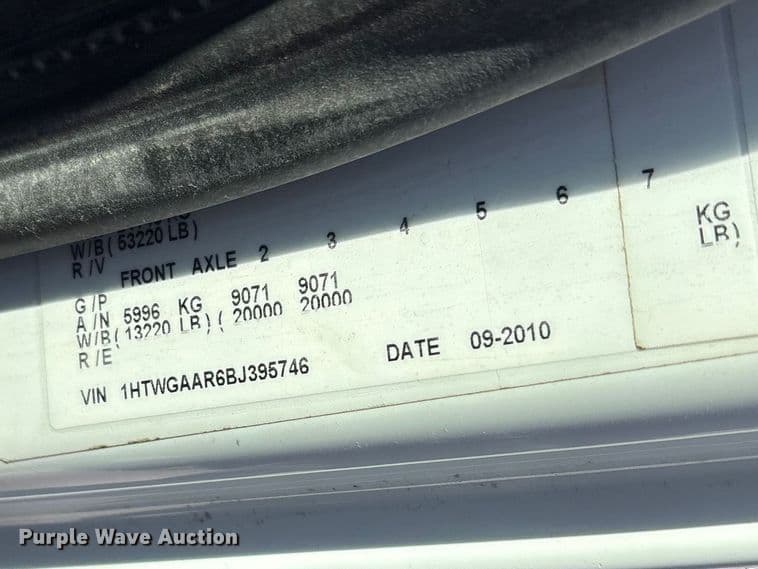 W/B(53220 LB)
R/V
FRONT AXLE 2 3 4 5 6 7
G/P
A/N 5996 KG 9071 9071 KG
W/B(13220 LB)( 20000 20000 LB)
R/E
VIN 1HTWGAAR6BJ395746 DATE 09-2010
Purple Wave Auction